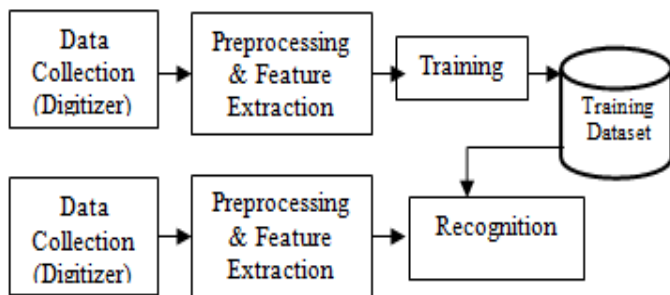 Data
Collection
(Digitizer)
Preprocessing
& Feature
Extraction
Training
Training
Dataset
Data
Collection
(Digitizer)
Preprocessing
& Feature
Extraction
Recognition